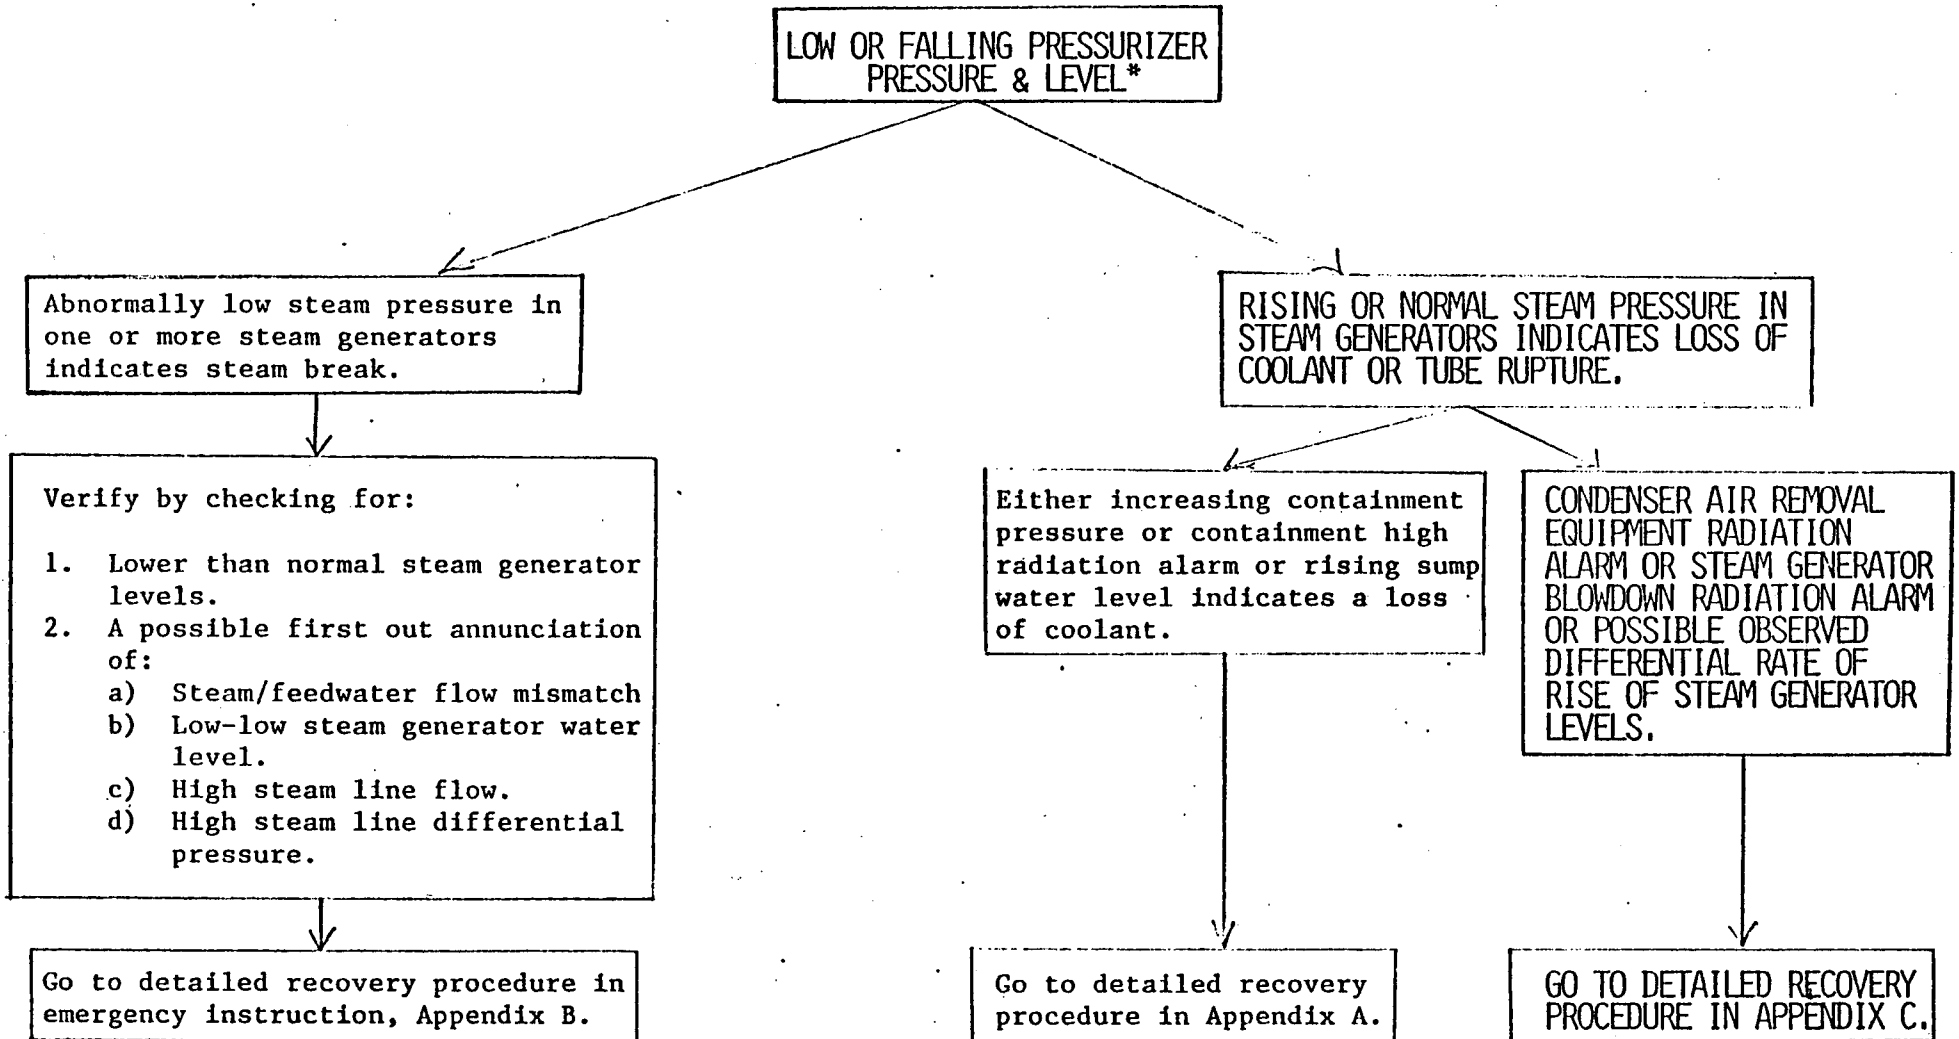 LOW OR FALLING PRESSURIZER
PRESSURE & LEVEL*
Abnormally low steam pressure in
one or more steam generators
indicates steam break.
RISING OR NORMAL STEAM PRESSURE IN
STEAM GENERATORS INDICATES LOSS OF
COOLANT OR TUBE RUPTURE.
Verify by checking for:
1. Lower than normal steam generator
levels.
2. A possible first out annunciation
of:
a) Steam/feedwater flow mismatch
b) Low-low steam generator water
level.
c) High steam line flow.
d) High steam line differential
pressure.
Either increasing containment
pressure or containment high
radiation alarm or rising sump
water level indicates a loss
of coolant.
CONDENSER AIR REMOVAL
EQUIPMENT RADIATION
ALARM OR STEAM GENERATOR
BLOWDOWN RADIATION ALARM
OR POSSIBLE OBSERVED
DIFFERENTIAL RATE OF
RISE OF STEAM GENERATOR
LEVELS.
Go to detailed recovery procedure in
emergency instruction, Appendix B.
Go to detailed recovery
procedure in Appendix A.
GO TO DETAILED RECOVERY
PROCEDURE IN APPENDIX C.